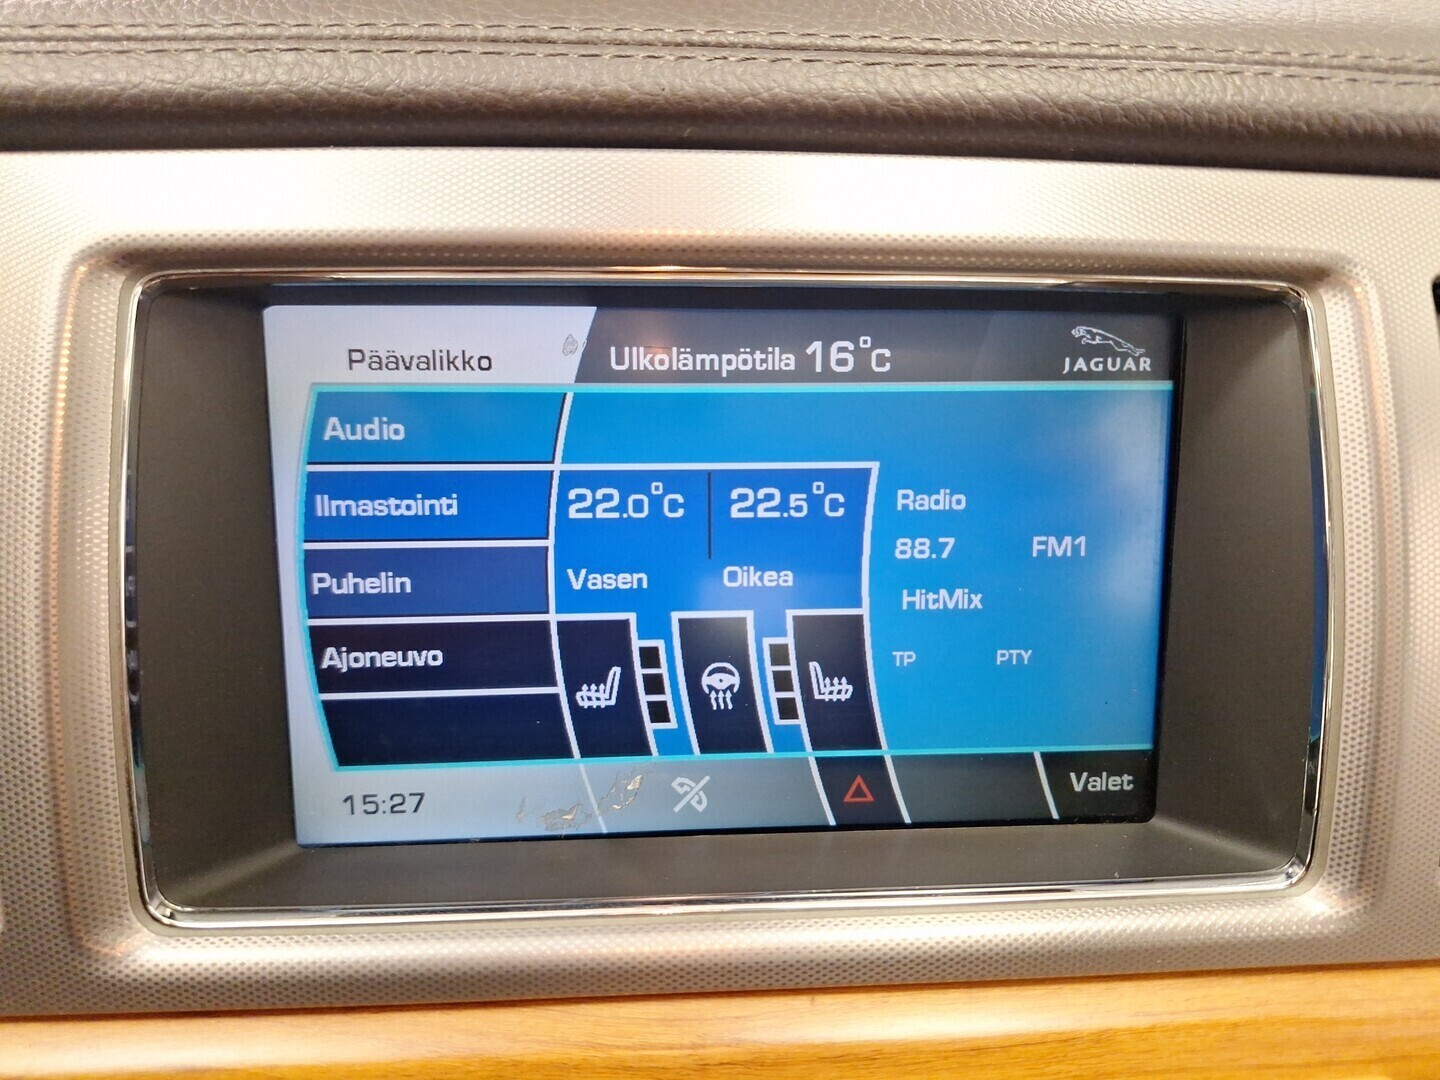 Päävalikko
Ulkolämpötila 16°C
JAGUAR
Audio
Ilmastointi
22.0°C
22.5°C
Radio
88.7
FM1
Puhelin
Vasen
Oikea
HitMix
Ajoneuvo
TP
PTY
15:27
Valet